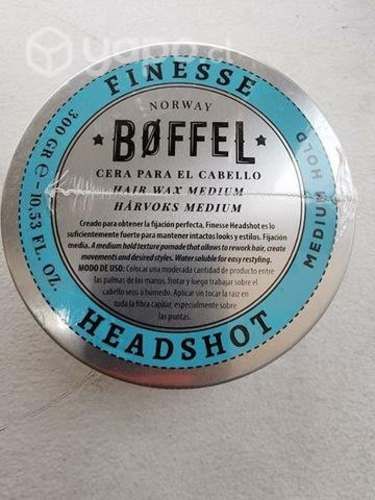 yapo.cl
FINESSE
NORWAY
BØFFEL
CERA PARA EL CABELLO
HAIR WAX MEDIUM
HÅRVOKS MEDIUM
Creado para obtener la fijación perfecta, Finesse Headshot es lo
suficientemente fuerte para mantener intactos looks y estilos. Fijación
media. A medium hold texture pomade that allows to rework hair, create
movements and desired styles. Water soluble for easy restyling.
MODO DE USO: Colocar una moderada cantidad de producto entre
las palmas de las manos, frotar y luego trabajar sobre el
cabello seco o húmedo. Aplicar sin tocar la raíz en
toda la fibra capilar, especialmente sobre
las puntas.
300 GR ℮ - 10.53 FL. OZ.
MEDIUM HOLD
HEADSHOT